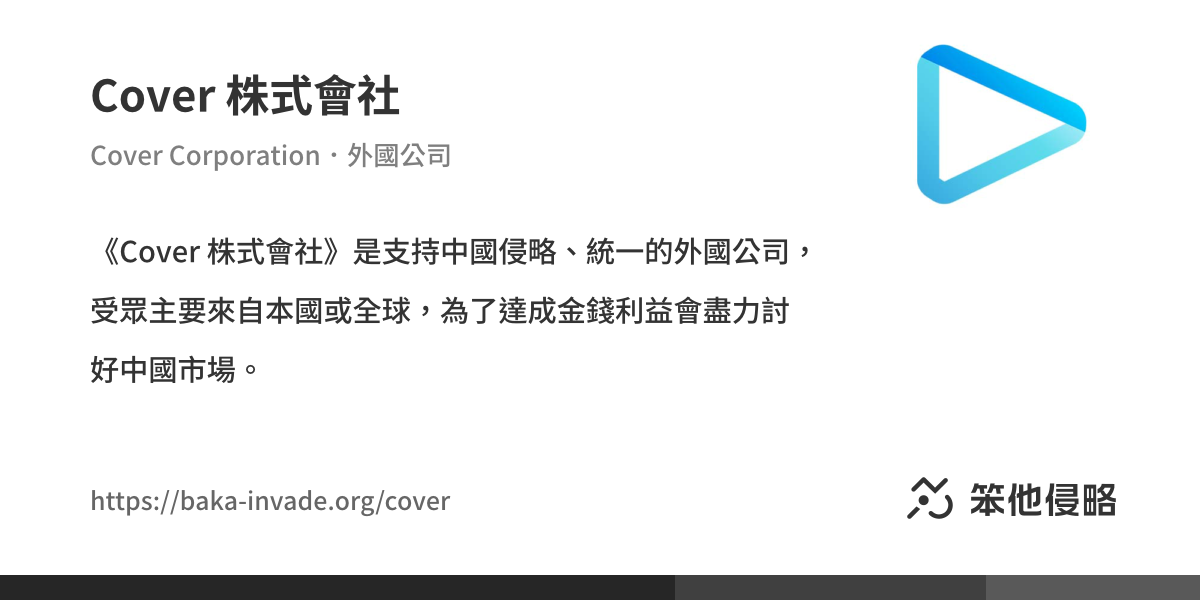 Cover 株式會社
Cover Corporation・外國公司
《Cover 株式會社》是支持中國侵略、統一的外國公司，
受眾主要來自本國或全球，為了達成金錢利益會盡力討
好中國市場。
https://baka-invade.org/cover
笨他侵略